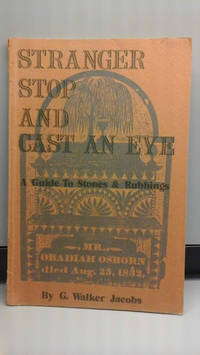 STRANGER
STOP
AND
CAST AN EYE
A Guide To Stones & Rubbings
MR.
OBADIAH OSBORN
died Aug. 25, 1842.
By G. Walker Jacobs